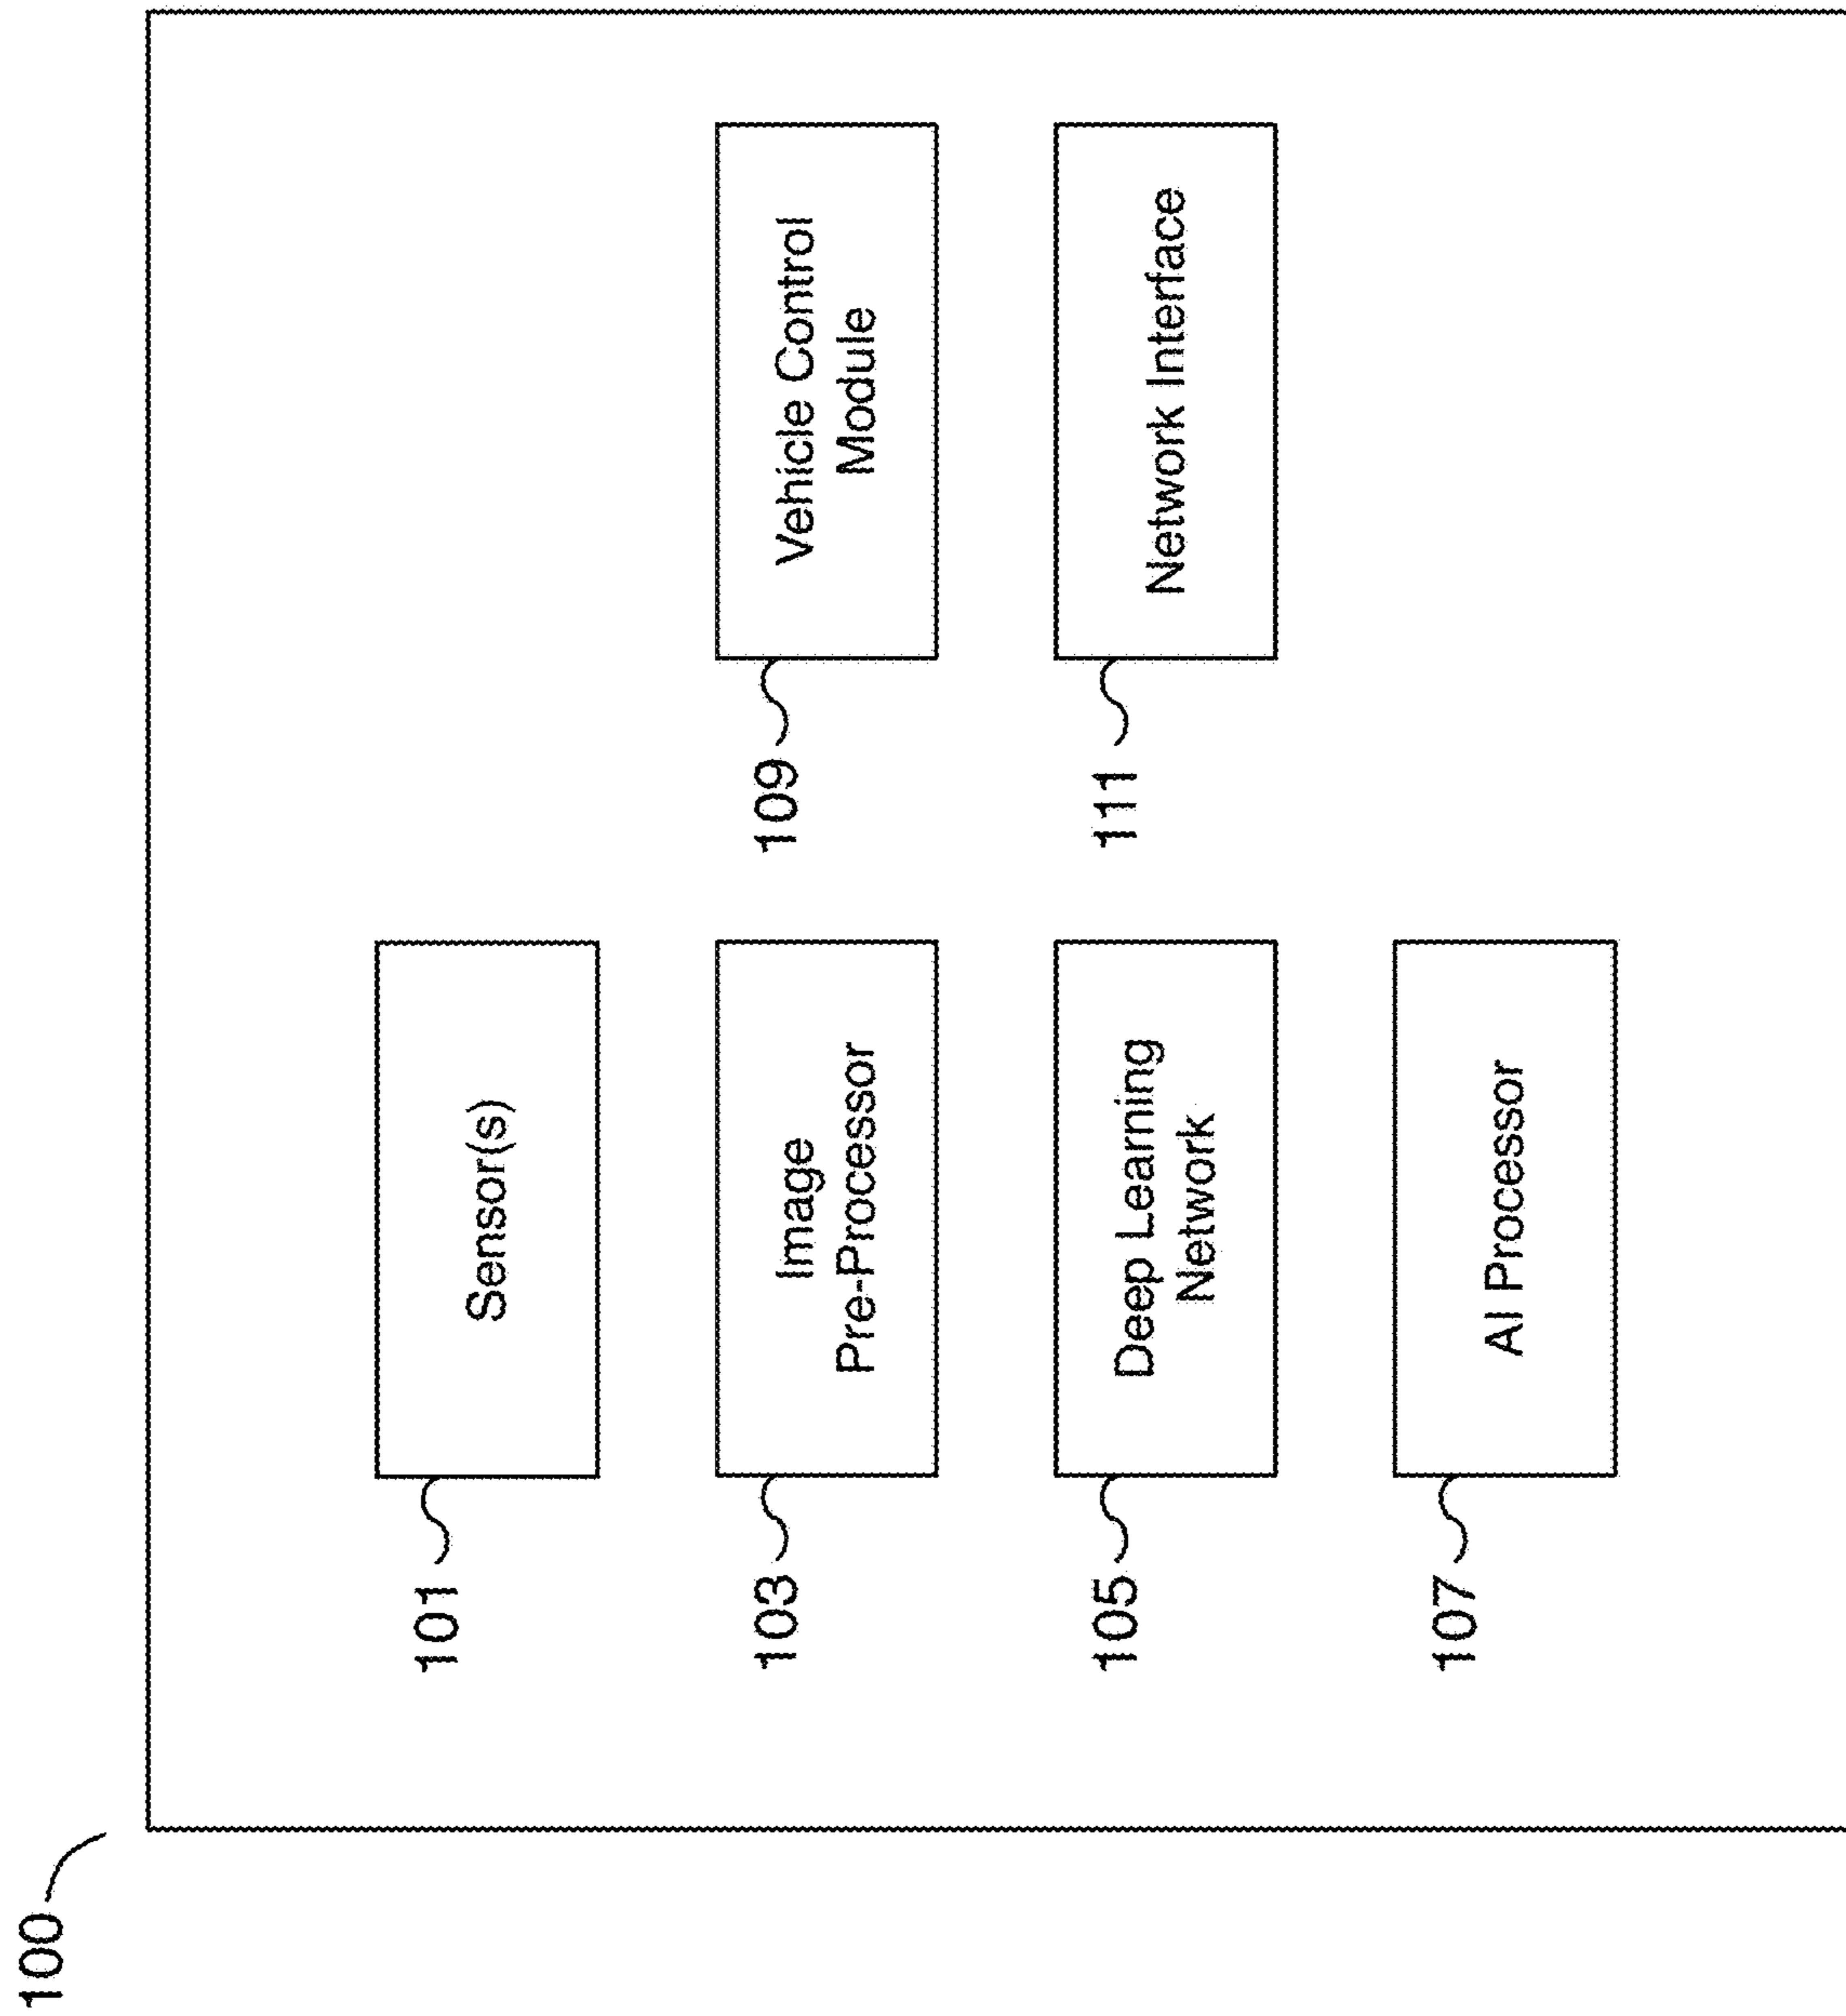 100
101
Sensor(s)
103
Image
Pre-Processor
105
Deep Learning
Network
107
AI Processor
109
Vehicle Control
Module
111
Network Interface